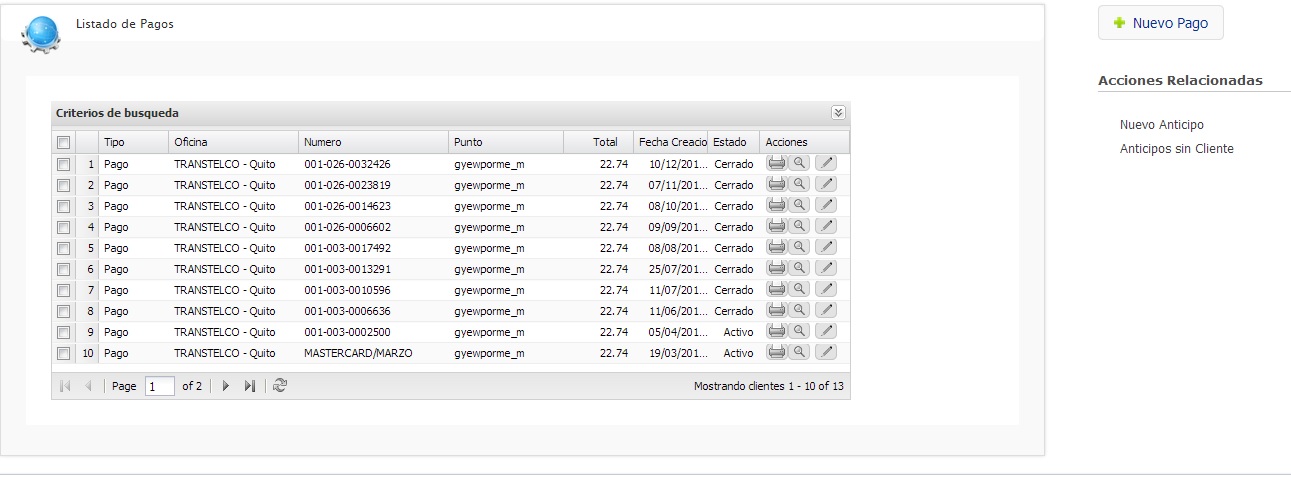 Listado de Pagos
Nuevo Pago
Acciones Relacionadas
Nuevo Anticipo
Anticipos sin Cliente
Criterios de busqueda
Tipo Oficina Numero Punto Total Fecha Creacio Estado Acciones
1 Pago TRANSTELCO - Quito 001-026-0032426 gyewporme_m 22.74 10/12/201... Cerrado
2 Pago TRANSTELCO - Quito 001-026-0023819 gyewporme_m 22.74 07/11/201... Cerrado
3 Pago TRANSTELCO - Quito 001-026-0014623 gyewporme_m 22.74 08/10/201... Cerrado
4 Pago TRANSTELCO - Quito 001-026-0006602 gyewporme_m 22.74 09/09/201... Cerrado
5 Pago TRANSTELCO - Quito 001-003-0017492 gyewporme_m 22.74 08/08/201... Cerrado
6 Pago TRANSTELCO - Quito 001-003-0013291 gyewporme_m 22.74 25/07/201... Cerrado
7 Pago TRANSTELCO - Quito 001-003-0010596 gyewporme_m 22.74 11/07/201... Cerrado
8 Pago TRANSTELCO - Quito 001-003-0006636 gyewporme_m 22.74 11/06/201... Cerrado
9 Pago TRANSTELCO - Quito 001-003-0002500 gyewporme_m 22.74 05/04/201... Activo
10 Pago TRANSTELCO - Quito MASTERCARD/MARZO gyewporme_m 22.74 19/03/201... Activo
Page 1 of 2 Mostrando clientes 1 - 10 of 13